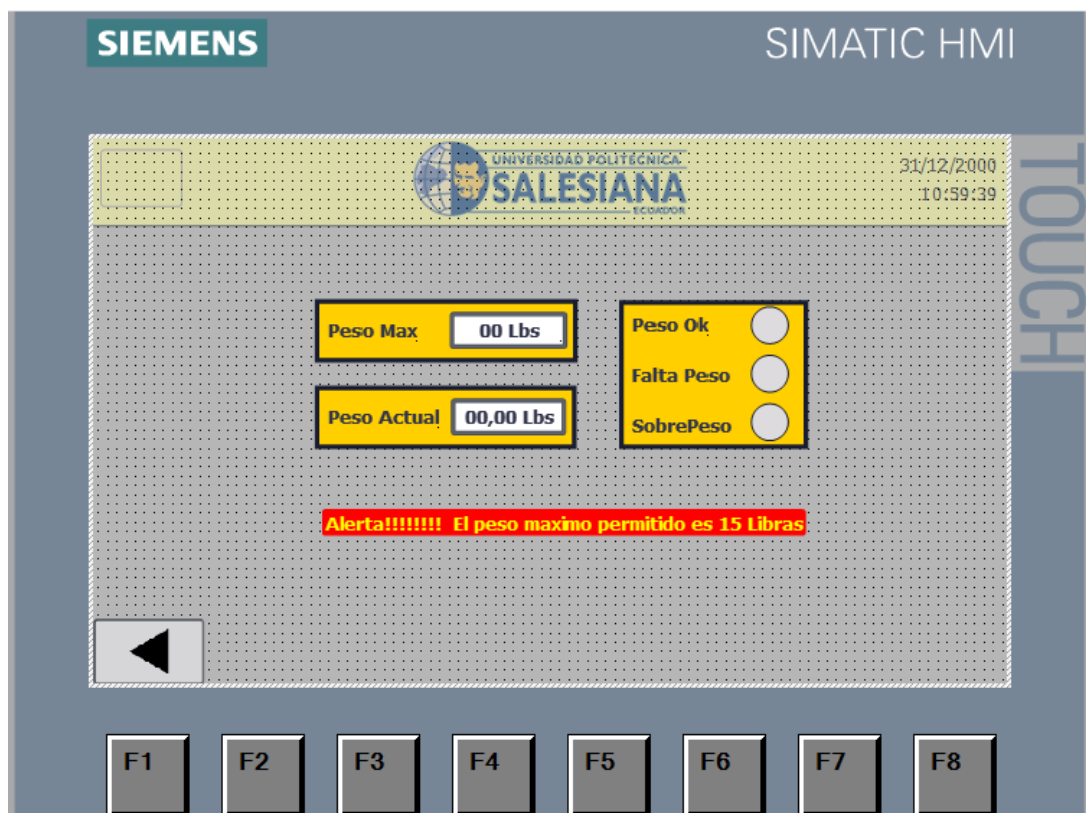 SIEMENS
SIMATIC HMI
TOUCH
UNIVERSIDAD POLITÉCNICA
SALESIANA
ECUADOR
31/12/2000
10:59:39
Peso Max 00 Lbs
Peso Actual 00,00 Lbs
Peso Ok
Falta Peso
SobrePeso
Alerta!!!!!!!! El peso maximo permitido es 15 Libras
F1 F2 F3 F4 F5 F6 F7 F8